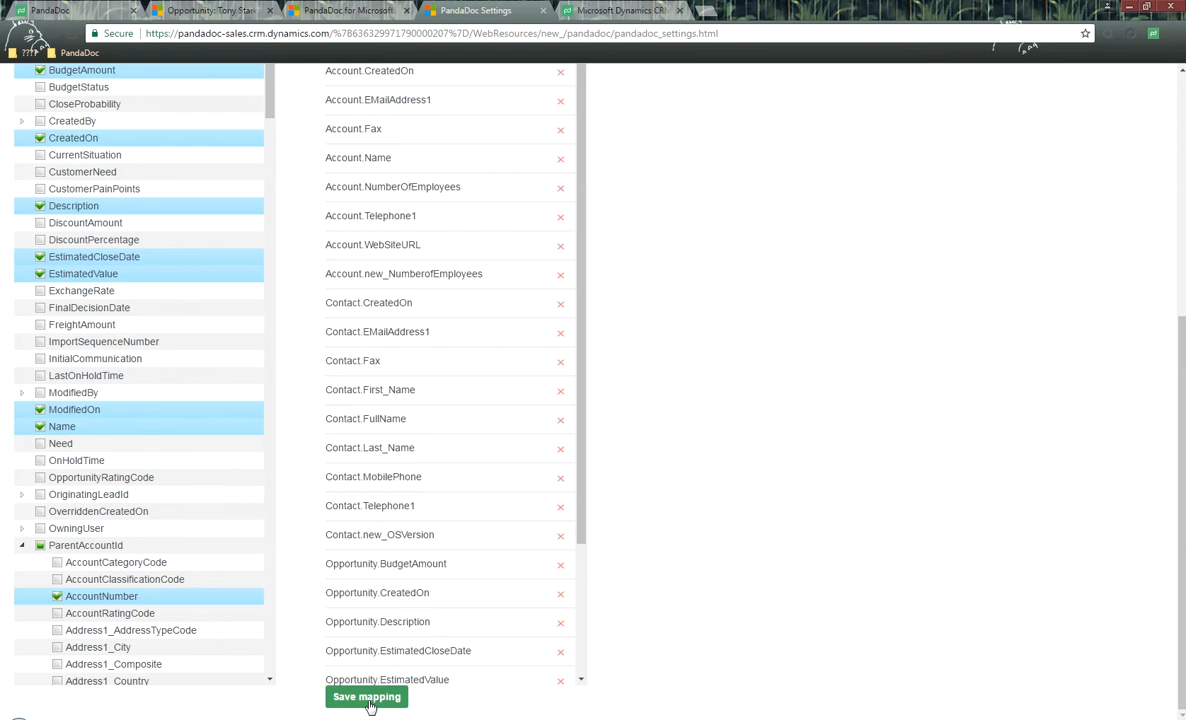 PandaDoc
Opportunity: Tony Stark
PandaDoc for Microsoft
PandaDoc Settings
Microsoft Dynamics CRM
Secure
https://pandadoc-sales.crm.dynamics.com/%7B636329971790000207%7D/WebResources/new_/pandadoc/pandadoc_settings.html
????
PandaDoc
BudgetAmount
BudgetStatus
CloseProbability
CreatedBy
CreatedOn
CurrentSituation
CustomerNeed
CustomerPainPoints
Description
DiscountAmount
DiscountPercentage
EstimatedCloseDate
EstimatedValue
ExchangeRate
FinalDecisionDate
FreightAmount
ImportSequenceNumber
InitialCommunication
LastOnHoldTime
ModifiedBy
ModifiedOn
Name
Need
OnHoldTime
OpportunityRatingCode
OriginatingLeadId
OverriddenCreatedOn
OwningUser
ParentAccountId
AccountCategoryCode
AccountClassificationCode
AccountNumber
AccountRatingCode
Address1_AddressTypeCode
Address1_City
Address1_Composite
Address1_Country
Account.CreatedOn
Account.EMailAddress1
Account.Fax
Account.Name
Account.NumberOfEmployees
Account.Telephone1
Account.WebSiteURL
Account.new_NumberofEmployees
Contact.CreatedOn
Contact.EMailAddress1
Contact.Fax
Contact.First_Name
Contact.FullName
Contact.Last_Name
Contact.MobilePhone
Contact.Telephone1
Contact.new_OSVersion
Opportunity.BudgetAmount
Opportunity.CreatedOn
Opportunity.Description
Opportunity.EstimatedCloseDate
Opportunity.EstimatedValue
Save mapping